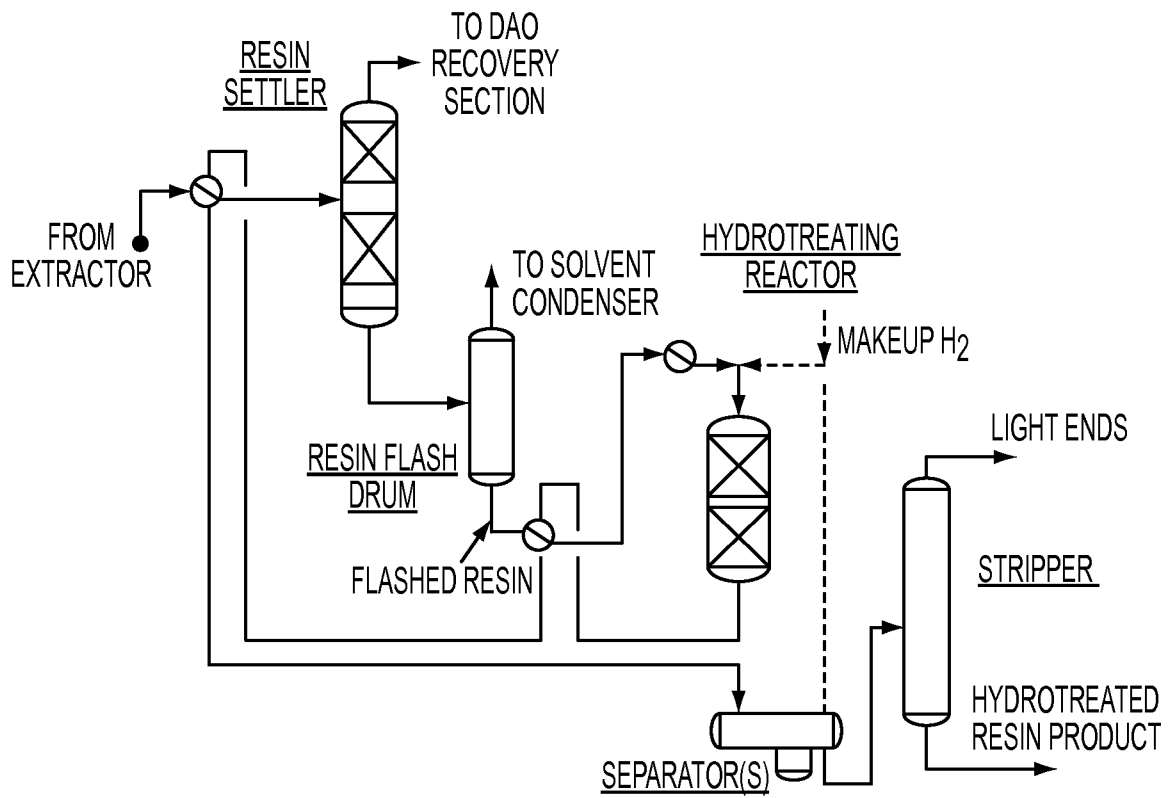 RESIN
SETTLER
TO DAO
RECOVERY
SECTION
FROM
EXTRACTOR
TO SOLVENT
CONDENSER
HYDROTREATING
REACTOR
MAKEUP H2
RESIN FLASH
DRUM
FLASHED RESIN
LIGHT ENDS
STRIPPER
HYDROTREATED
RESIN PRODUCT
SEPARATOR(S)